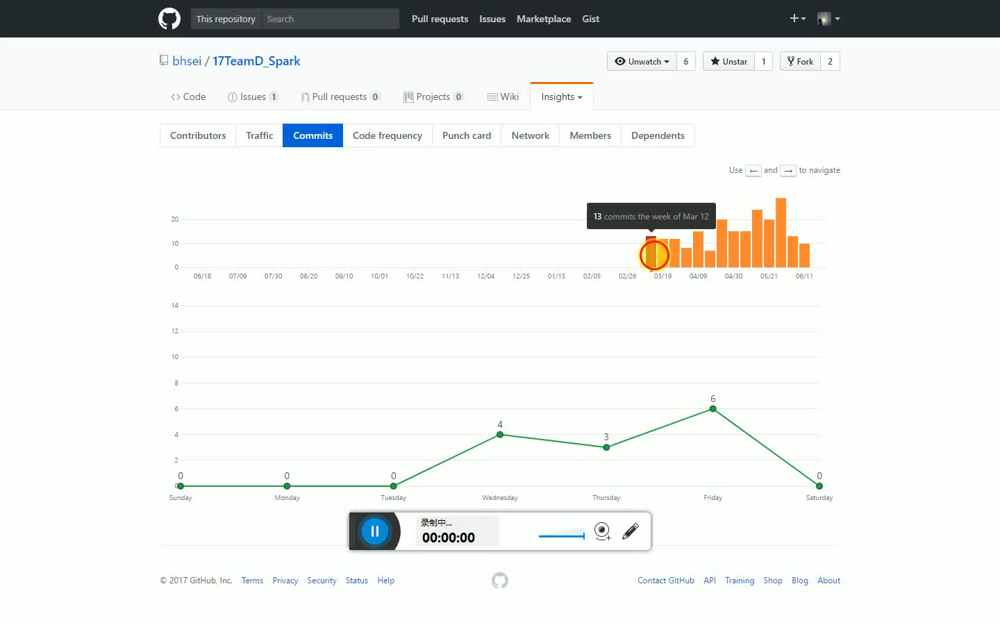 This repository Search Pull requests Issues Marketplace Gist
bhsei / 17TeamD_Spark Unwatch 6 Unstar 1 Fork 2
Code Issues 1 Pull requests 0 Projects 0 Wiki Insights
Contributors Traffic Commits Code frequency Punch card Network Members Dependents
Use ← and → to navigate
13 commits the week of Mar 12
20
10
0
06/18 07/09 07/30 08/20 09/10 10/01 10/22 11/13 12/04 12/25 01/15 02/05 02/26 03/19 04/09 04/30 05/21 06/11
14
12
10
8
6
4
2
0
0 0 0 4 3 6 0
Sunday Monday Tuesday Wednesday Thursday Friday Saturday
录制中...
00:00:00
© 2017 GitHub, Inc. Terms Privacy Security Status Help Contact GitHub API Training Shop Blog About